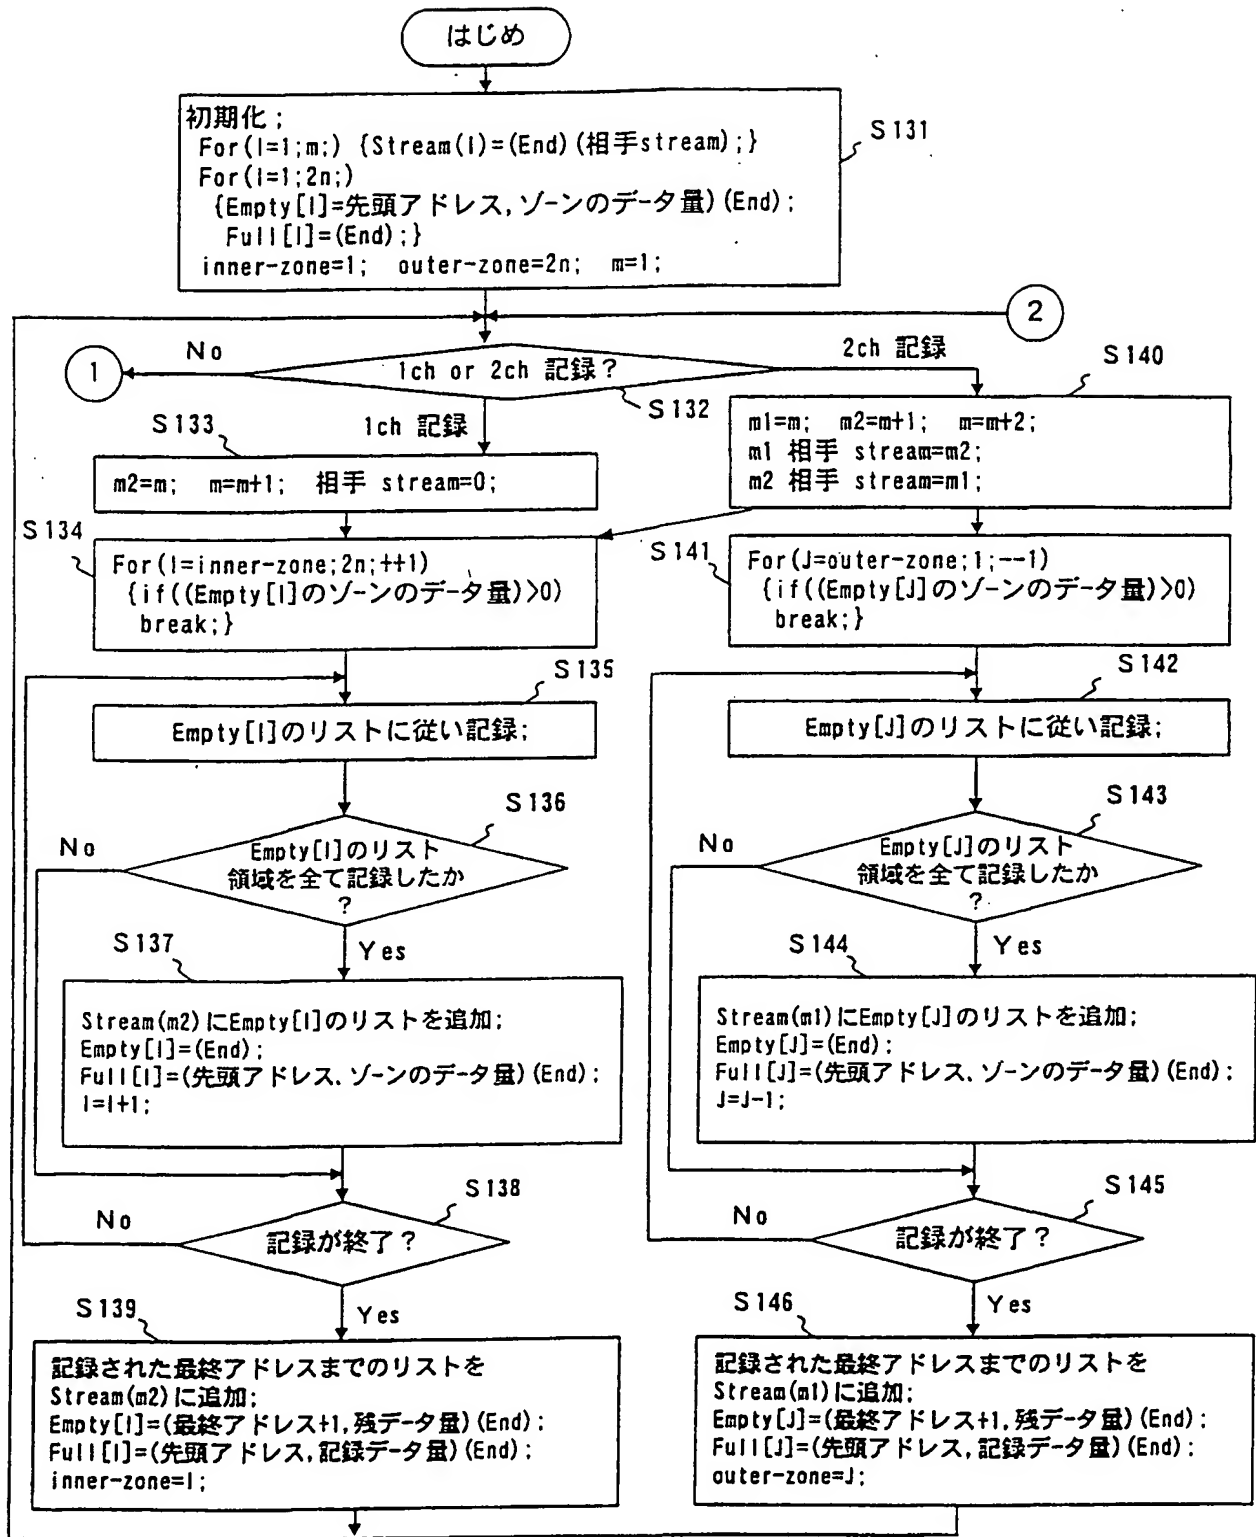 はじめ
初期化;
For(I=1;m;) {Stream(I)=(End)(相手stream);}
For(I=1;2n;)
{Empty[I]=先頭アドレス,ゾーンのデータ量)(End);
Full[I]=(End);}
inner-zone=1; outer-zone=2n; m=1;
S131
2
1
No
1ch or 2ch 記録?
2ch 記録
S132
S140
m1=m; m2=m+1; m=m+2;
m1 相手 stream=m2;
m2 相手 stream=m1;
S133
1ch 記録
m2=m; m=m+1; 相手 stream=0;
S134
For(I=inner-zone;2n;++1)
{if((Empty[I]のゾーンのデータ量)>0)
break;}
S141
For(J=outer-zone;1;--1)
{if((Empty[J]のゾーンのデータ量)>0)
break;}
S135
Empty[I]のリストに従い記録;
S142
Empty[J]のリストに従い記録;
S136
No
Empty[I]のリスト
領域を全て記録したか
?
Yes
S143
No
Empty[J]のリスト
領域を全て記録したか
?
Yes
S137
Stream(m2)にEmpty[I]のリストを追加;
Empty[I]=(End);
Full[I]=(先頭アドレス,ゾーンのデータ量)(End);
I=I+1;
S144
Stream(m1)にEmpty[J]のリストを追加;
Empty[J]=(End);
Full[J]=(先頭アドレス,ゾーンのデータ量)(End);
J=J-1;
S138
No
記録が終了?
Yes
S145
No
記録が終了?
Yes
S139
記録された最終アドレスまでのリストを
Stream(m2)に追加;
Empty[I]=(最終アドレス+1,残データ量)(End);
Full[I]=(先頭アドレス,記録データ量)(End);
inner-zone=I;
S146
記録された最終アドレスまでのリストを
Stream(m1)に追加;
Empty[J]=(最終アドレス+1,残データ量)(End);
Full[J]=(先頭アドレス,記録データ量)(End);
outer-zone=J;